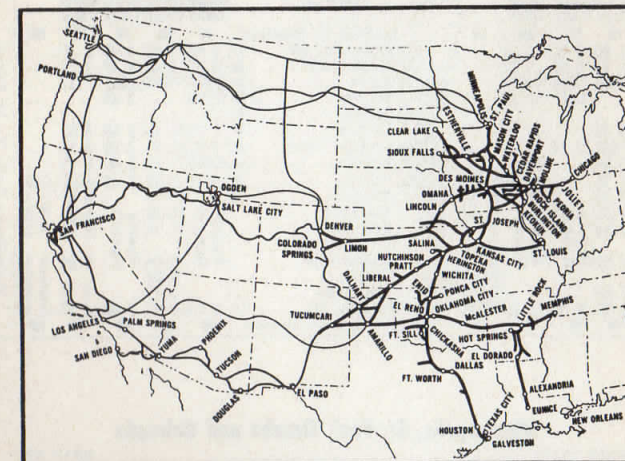 SEATTLE
PORTLAND
MINNEAPOLIS
ST. PAUL
ESTHERVILLE
MASON CITY
WATERLOO
CEDAR RAPIDS
DAVENPORT
MOLINE
CHICAGO
CLEAR LAKE
SIOUX FALLS
DES MOINES
JOLIET
PEORIA
ROCK ISLAND
BURLINGTON
KEOKUK
OMAHA
LINCOLN
ST. JOSEPH
OGDEN
SALT LAKE CITY
SAN FRANCISCO
DENVER
COLORADO SPRINGS
LIMON
SALINA
KANSAS CITY
ST. LOUIS
TOPEKA
HERINGTON
HUTCHINSON
PRATT
WICHITA
LIBERAL
DALHART
ENID
PONCA CITY
EL RENO
OKLAHOMA CITY
LITTLE ROCK
MEMPHIS
McALESTER
HOT SPRINGS
TUCUMCARI
AMARILLO
FT. SILL
CHICKASHA
EL DORADO
LOS ANGELES
PALM SPRINGS
PHOENIX
SAN DIEGO
YUMA
TUCSON
DOUGLAS
EL PASO
DALLAS
FT. WORTH
ALEXANDRIA
EUNICE
NEW ORLEANS
HOUSTON
TEXAS CITY
GALVESTON